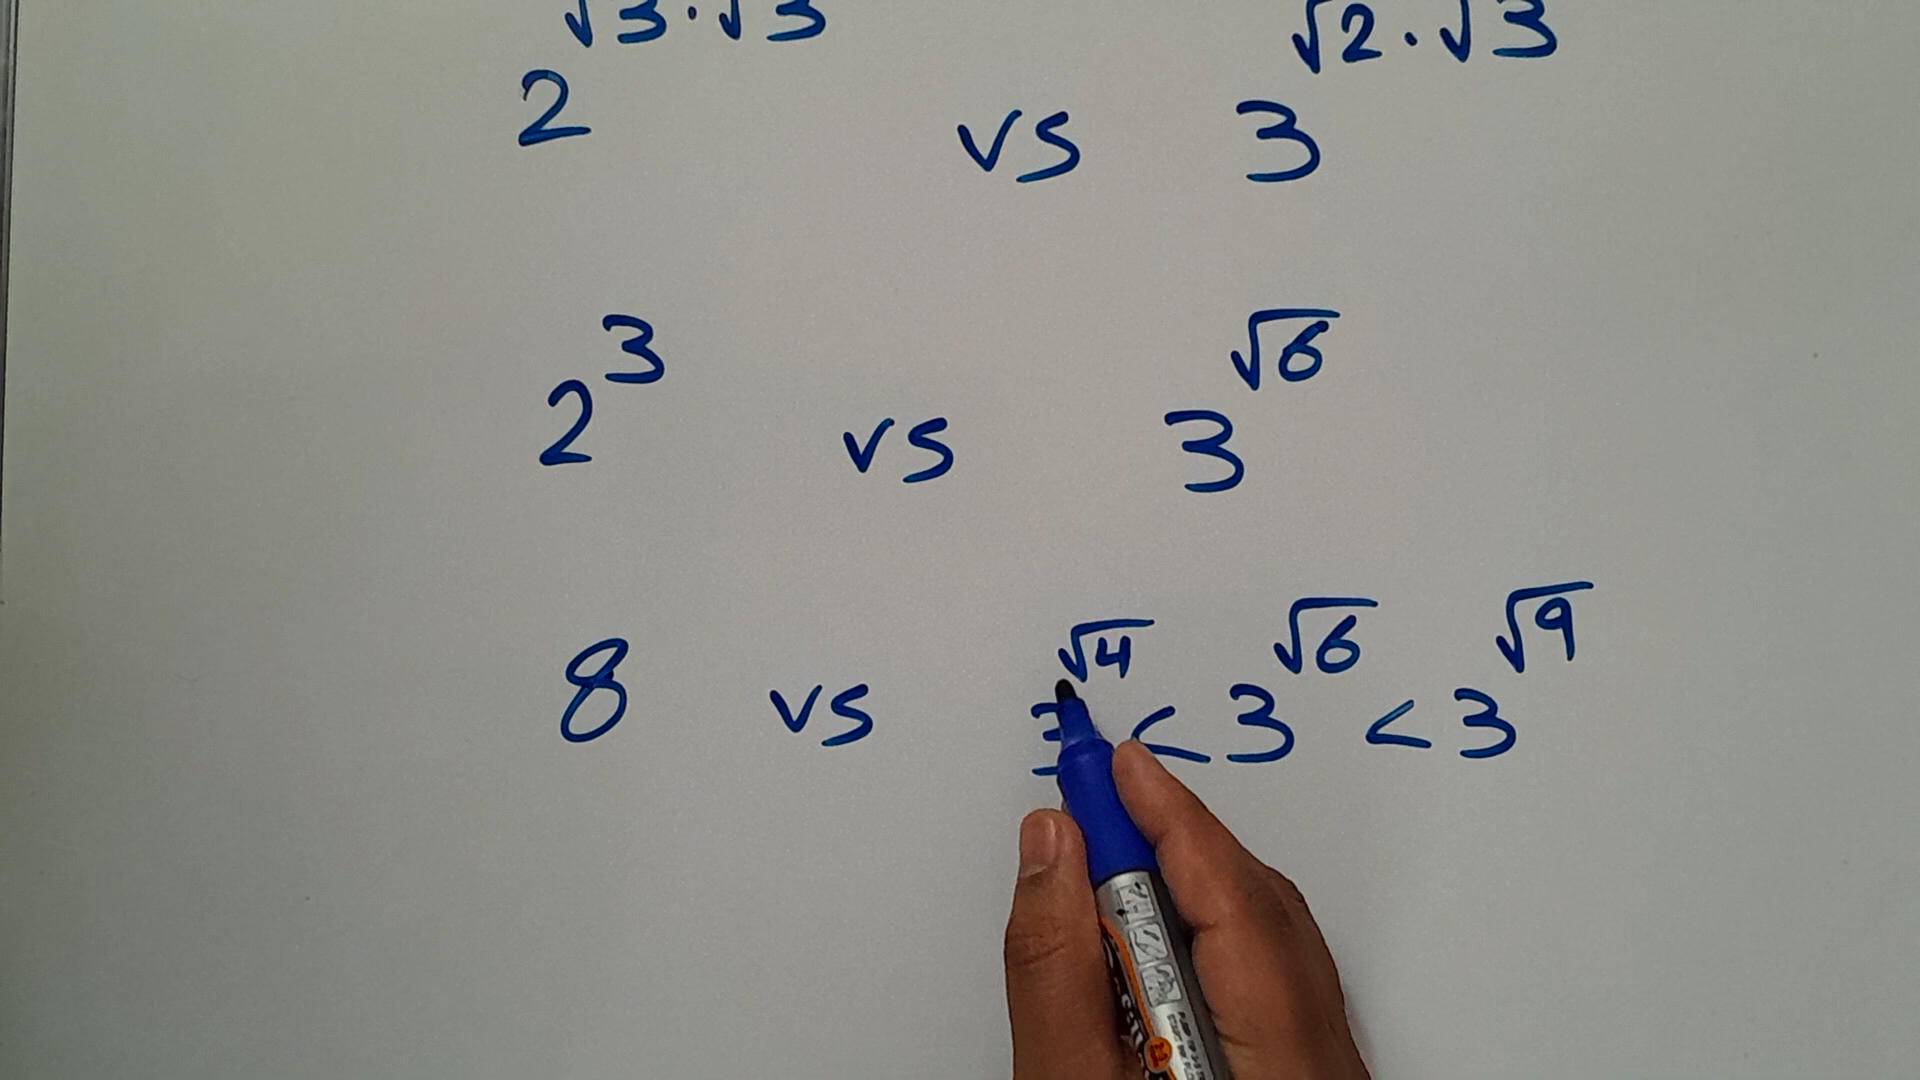 2^{√3·√3} vs 3^{√2·√3}
2^3 vs 3^{√6}
8 vs 3^{√4} < 3^{√6} < 3^{√9}